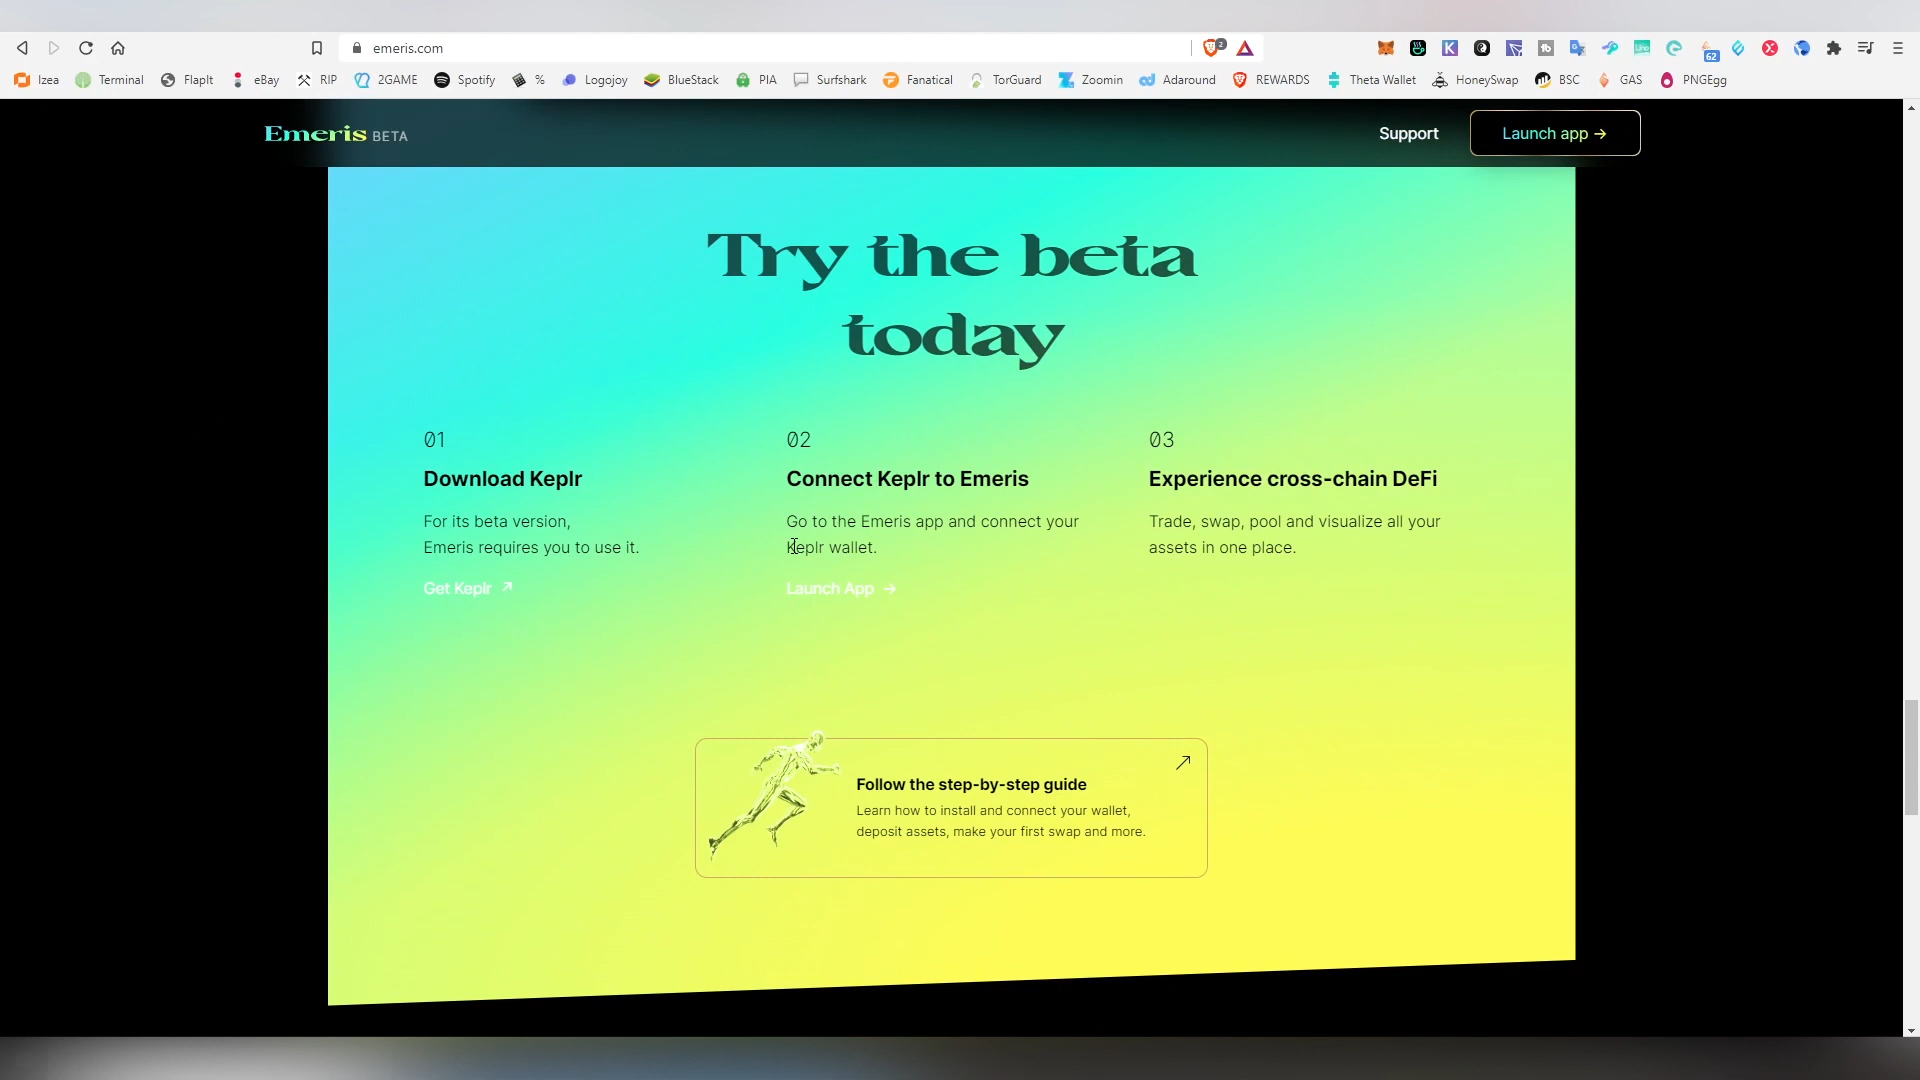 emeris.com
2
62
Izea
Terminal
FlapIt
eBay
RIP
2GAME
Spotify
%
Logojoy
BlueStack
PIA
Surfshark
Fanatical
TorGuard
Zoomin
Adaround
REWARDS
Theta Wallet
HoneySwap
BSC
GAS
PNGEgg
Emeris BETA
Support
Launch app →
Try the beta
today
01
Download Keplr
For its beta version,
Emeris requires you to use it.
Get Keplr ↗
02
Connect Keplr to Emeris
Go to the Emeris app and connect your
Keplr wallet.
Launch App →
03
Experience cross-chain DeFi
Trade, swap, pool and visualize all your
assets in one place.
Follow the step-by-step guide
Learn how to install and connect your wallet,
deposit assets, make your first swap and more.